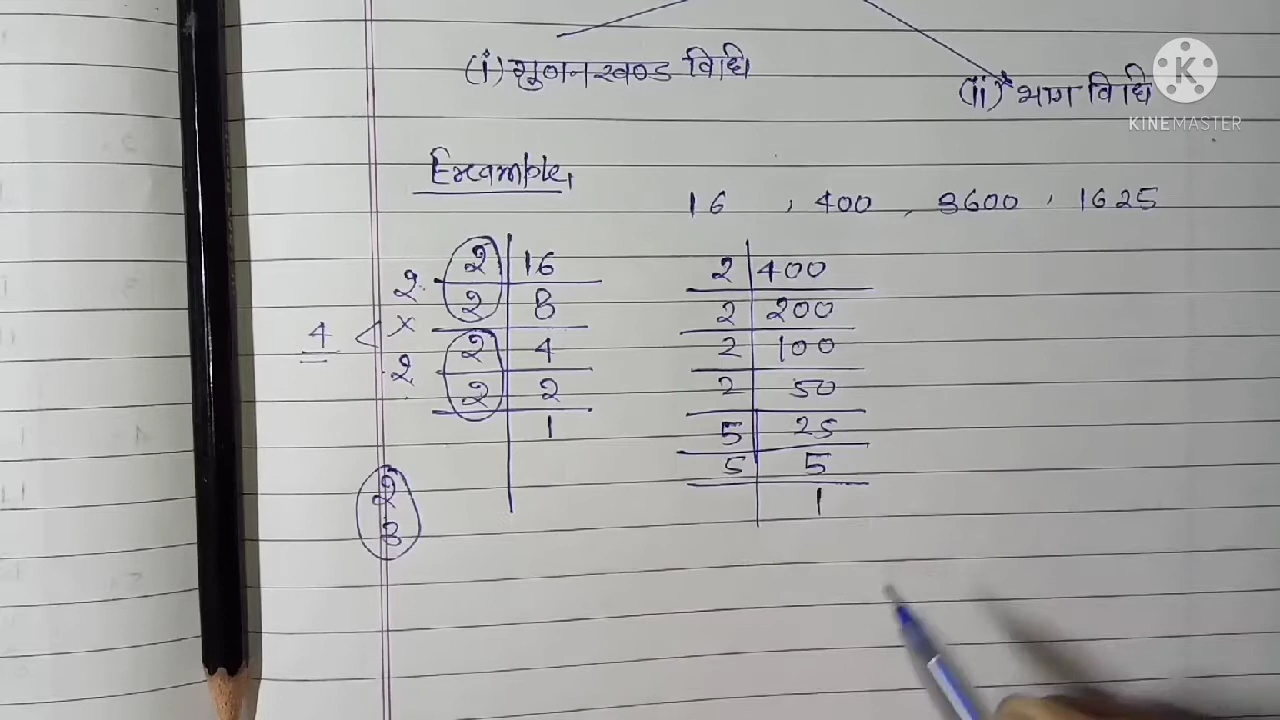 (i) गुणनखण्ड विधि
(ii) भाग विधि
K
KINEMASTER
Example,
16 , 400 , 3600 , 1625
2 | 16
2 | 8
2 | 4
2 | 2
1
2
×
2
4
2
3
2 | 400
2 | 200
2 | 100
2 | 50
5 | 25
5 | 5
1